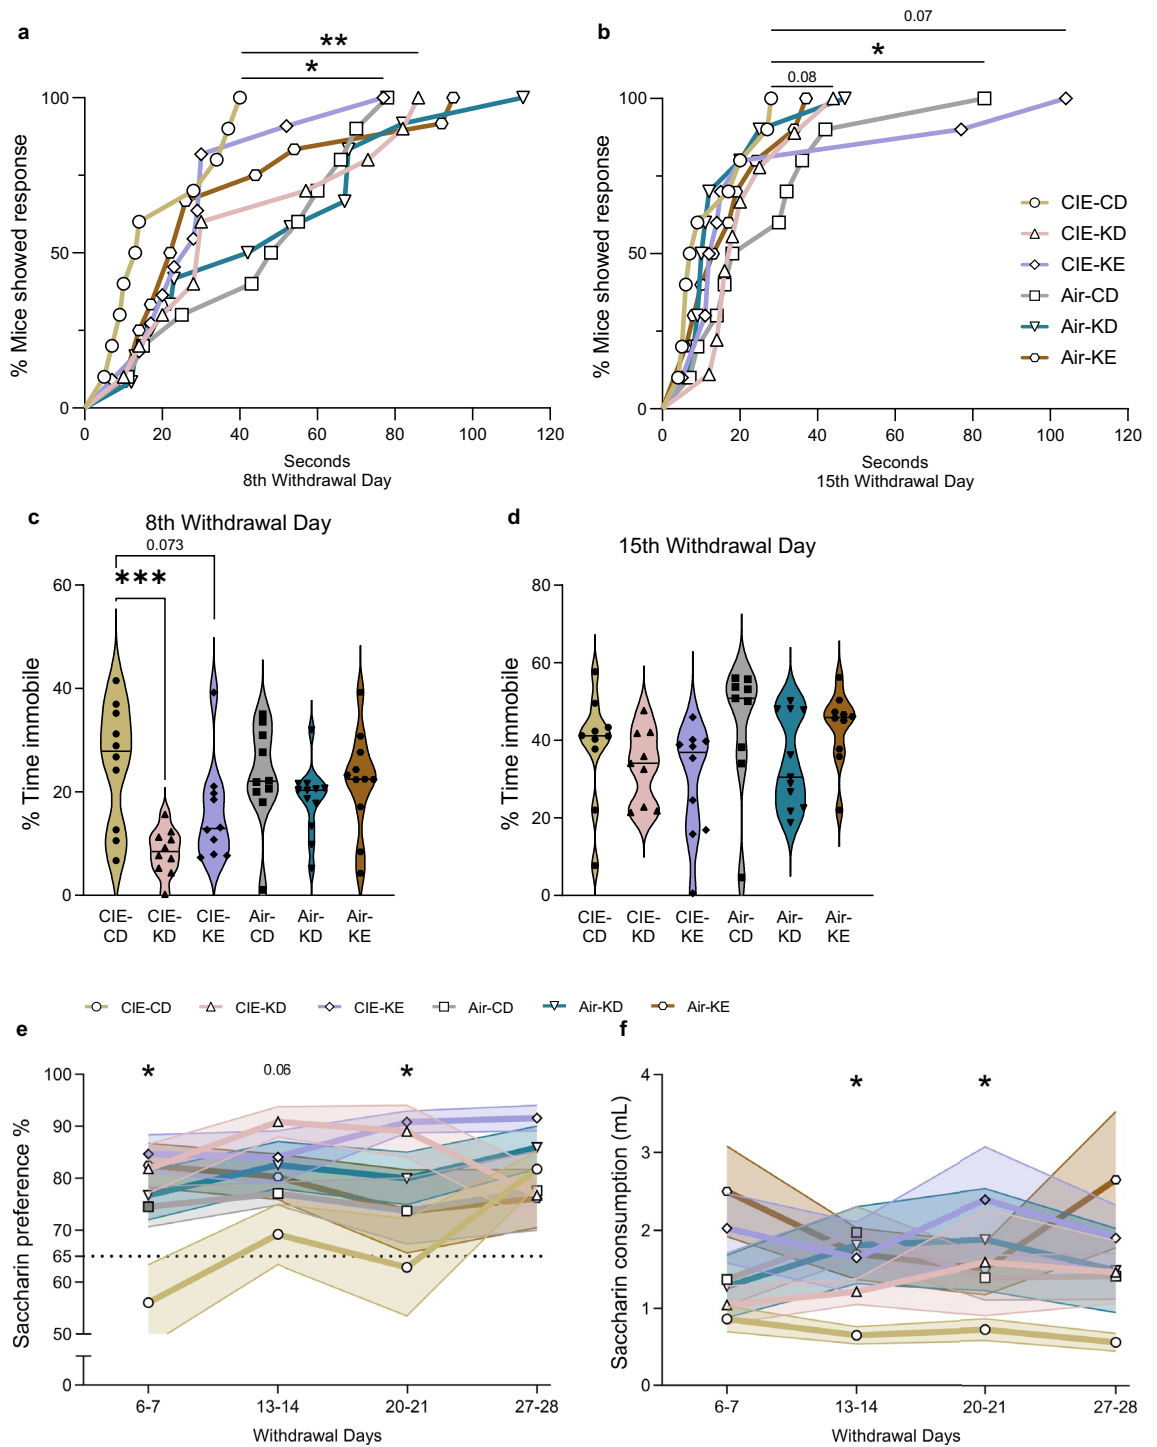 a
**
*
% Mice showed response
100
50
0
0 20 40 60 80 100 120
Seconds
8th Withdrawal Day
b
0.07
*
0.08
% Mice showed response
100
50
0
0 20 40 60 80 100 120
Seconds
15th Withdrawal Day
CIE-CD
CIE-KD
CIE-KE
Air-CD
Air-KD
Air-KE
c
8th Withdrawal Day
0.073
***
% Time immobile
60
40
20
0
CIE- CIE- CIE- Air- Air- Air-
CD KD KE CD KD KE
d
15th Withdrawal Day
% Time immobile
80
60
40
20
0
CIE- CIE- CIE- Air- Air- Air-
CD KD KE CD KD KE
CIE-CD CIE-KD CIE-KE Air-CD Air-KD Air-KE
e
* 0.06 *
Saccharin preference %
100
90
80
70
65
60
50
0
6-7 13-14 20-21 27-28
Withdrawal Days
f
* *
Saccharin consumption (mL)
4
3
2
1
0
6-7 13-14 20-21 27-28
Withdrawal Days